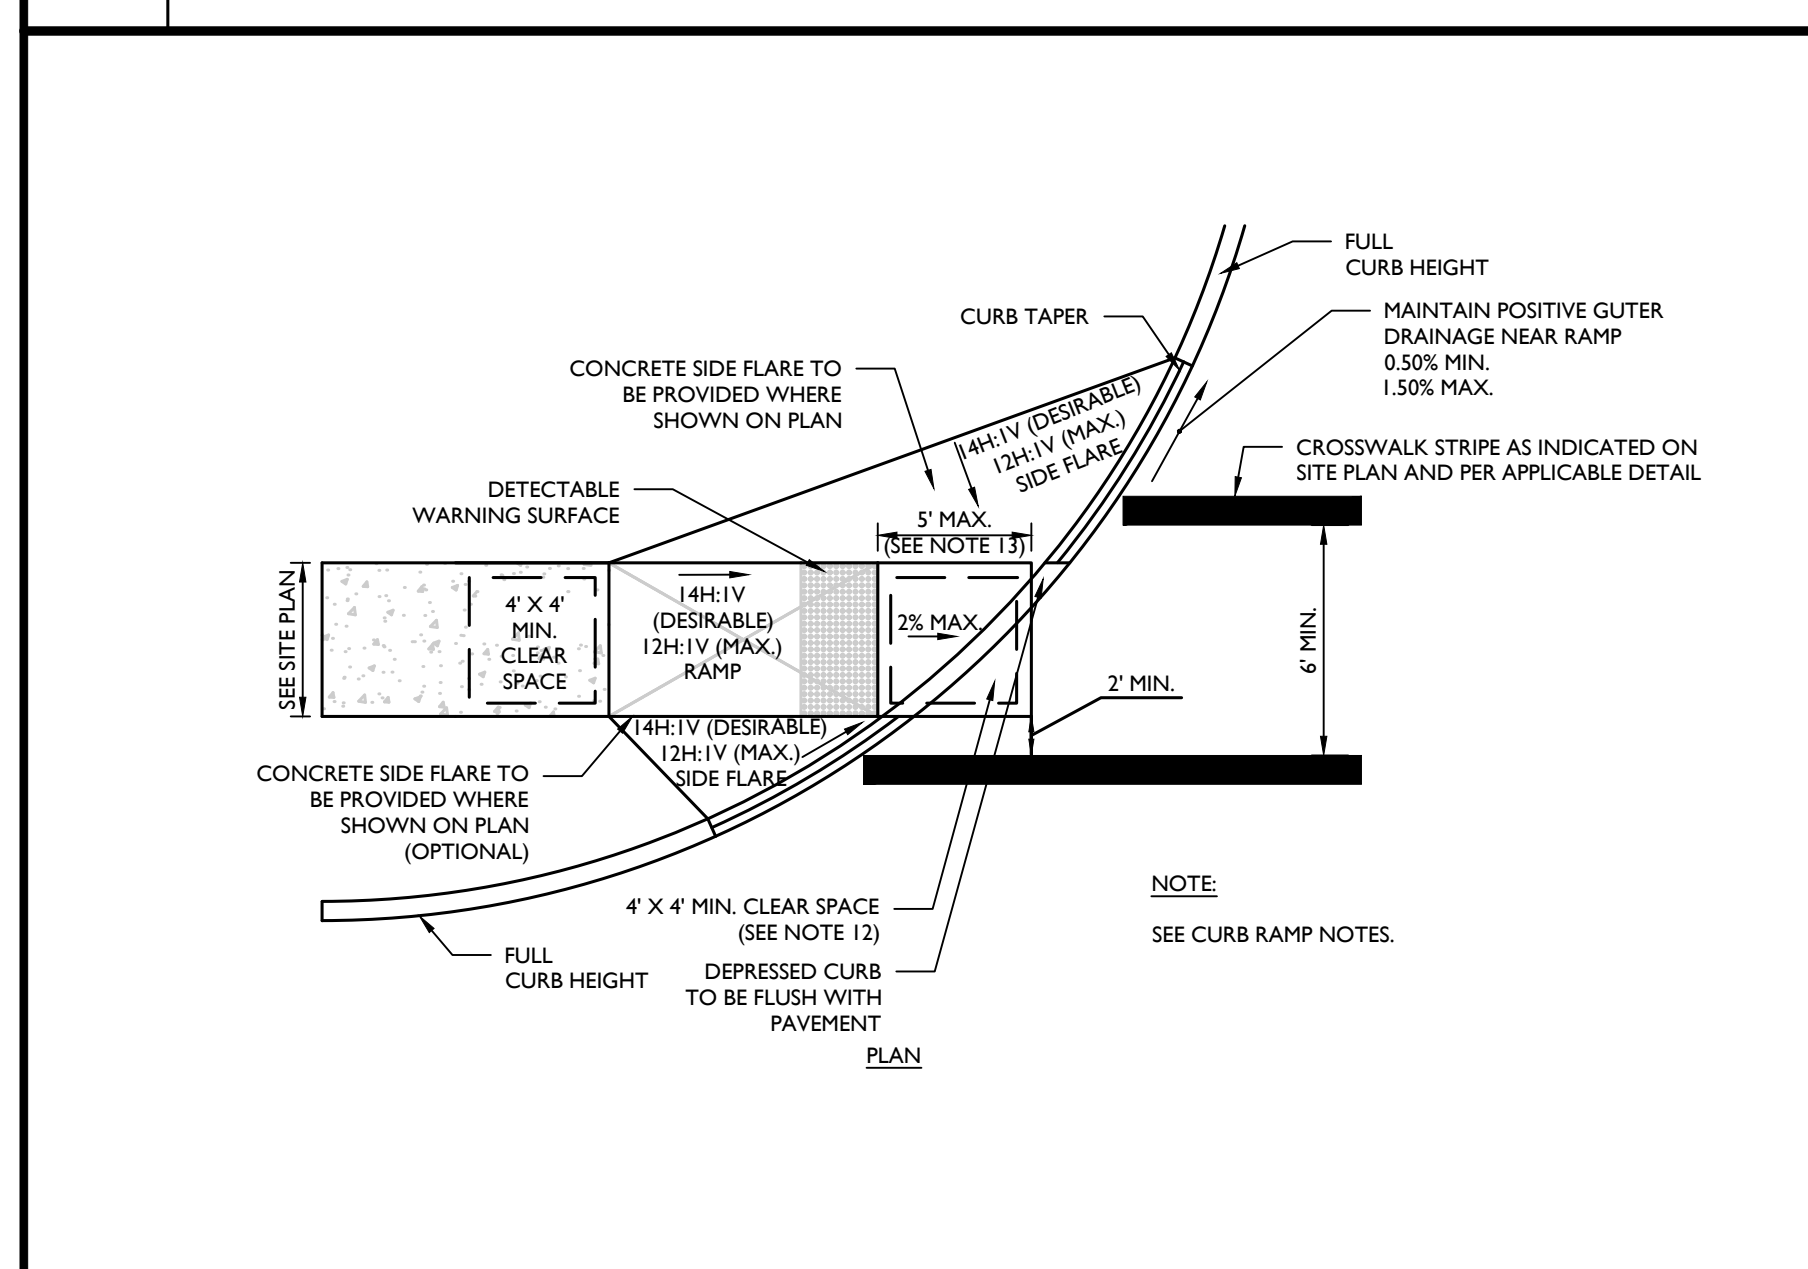 FULL
CURB HEIGHT
MAINTAIN POSITIVE GUTER
DRAINAGE NEAR RAMP
0.50% MIN.
1.50% MAX.
CURB TAPER
CONCRETE SIDE FLARE TO
BE PROVIDED WHERE
SHOWN ON PLAN
14H:1V (DESIRABLE)
12H:1V (MAX.)
SIDE FLARE
CROSSWALK STRIPE AS INDICATED ON
SITE PLAN AND PER APPLICABLE DETAIL
DETECTABLE
WARNING SURFACE
5' MAX.
(SEE NOTE 13)
SEE SITE PLAN
4' X 4'
MIN.
CLEAR
SPACE
14H:1V
(DESIRABLE)
12H:1V (MAX.)
RAMP
2% MAX.
6' MIN.
2' MIN.
14H:1V (DESIRABLE)
12H:1V (MAX.)
SIDE FLARE
CONCRETE SIDE FLARE TO
BE PROVIDED WHERE
SHOWN ON PLAN
(OPTIONAL)
4' X 4' MIN. CLEAR SPACE
(SEE NOTE 12)
FULL
CURB HEIGHT
DEPRESSED CURB
TO BE FLUSH WITH
PAVEMENT
NOTE:
SEE CURB RAMP NOTES.
PLAN